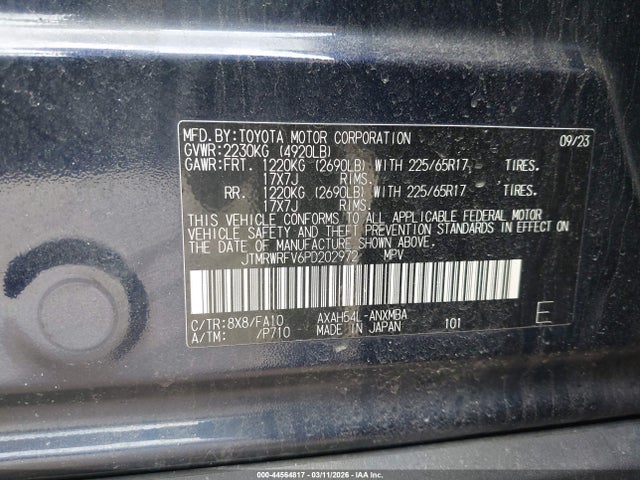 MFD. BY: TOYOTA MOTOR CORPORATION 09/23
GVWR: 2230KG (4920LB)
GAWR: FRT. 1220KG (2690LB) WITH 225/65R17 TIRES.
17X7J RIMS.
RR. 1220KG (2690LB) WITH 225/65R17 TIRES.
17X7J RIMS.
THIS VEHICLE CONFORMS TO ALL APPLICABLE FEDERAL MOTOR
VEHICLE SAFETY AND THEFT PREVENTION STANDARDS IN EFFECT
ON THE DATE OF MANUFACTURE SHOWN ABOVE.
JTMRWRFV6PD202972 MPV
C/TR: 8X8/FA10 AXAH54L-ANXMBA
A/TM: /P710 MADE IN JAPAN 101 E
000-44564817 - 03/11/2026 - IAA Inc.